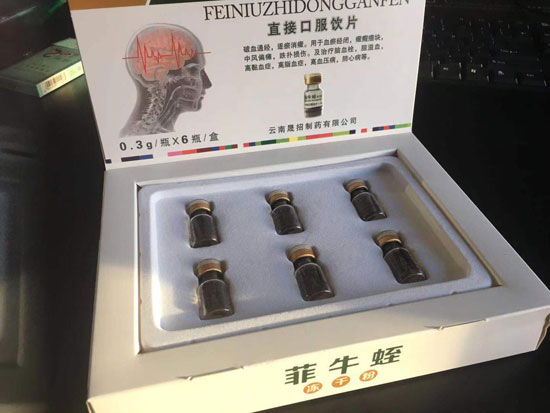 FEINIUZHIDONGGANFEN
直接口服饮片
破血通经，逐瘀消癥。用于血瘀经闭，癥瘕痞块，
中风偏瘫，跌扑损伤。及治疗脑血栓，脑溢血，
高黏血症，高脂血症，高血压病，肺心病等。
0.3g/瓶X6瓶/盒
云南晟招制药有限公司
菲牛蛭
冻干粉